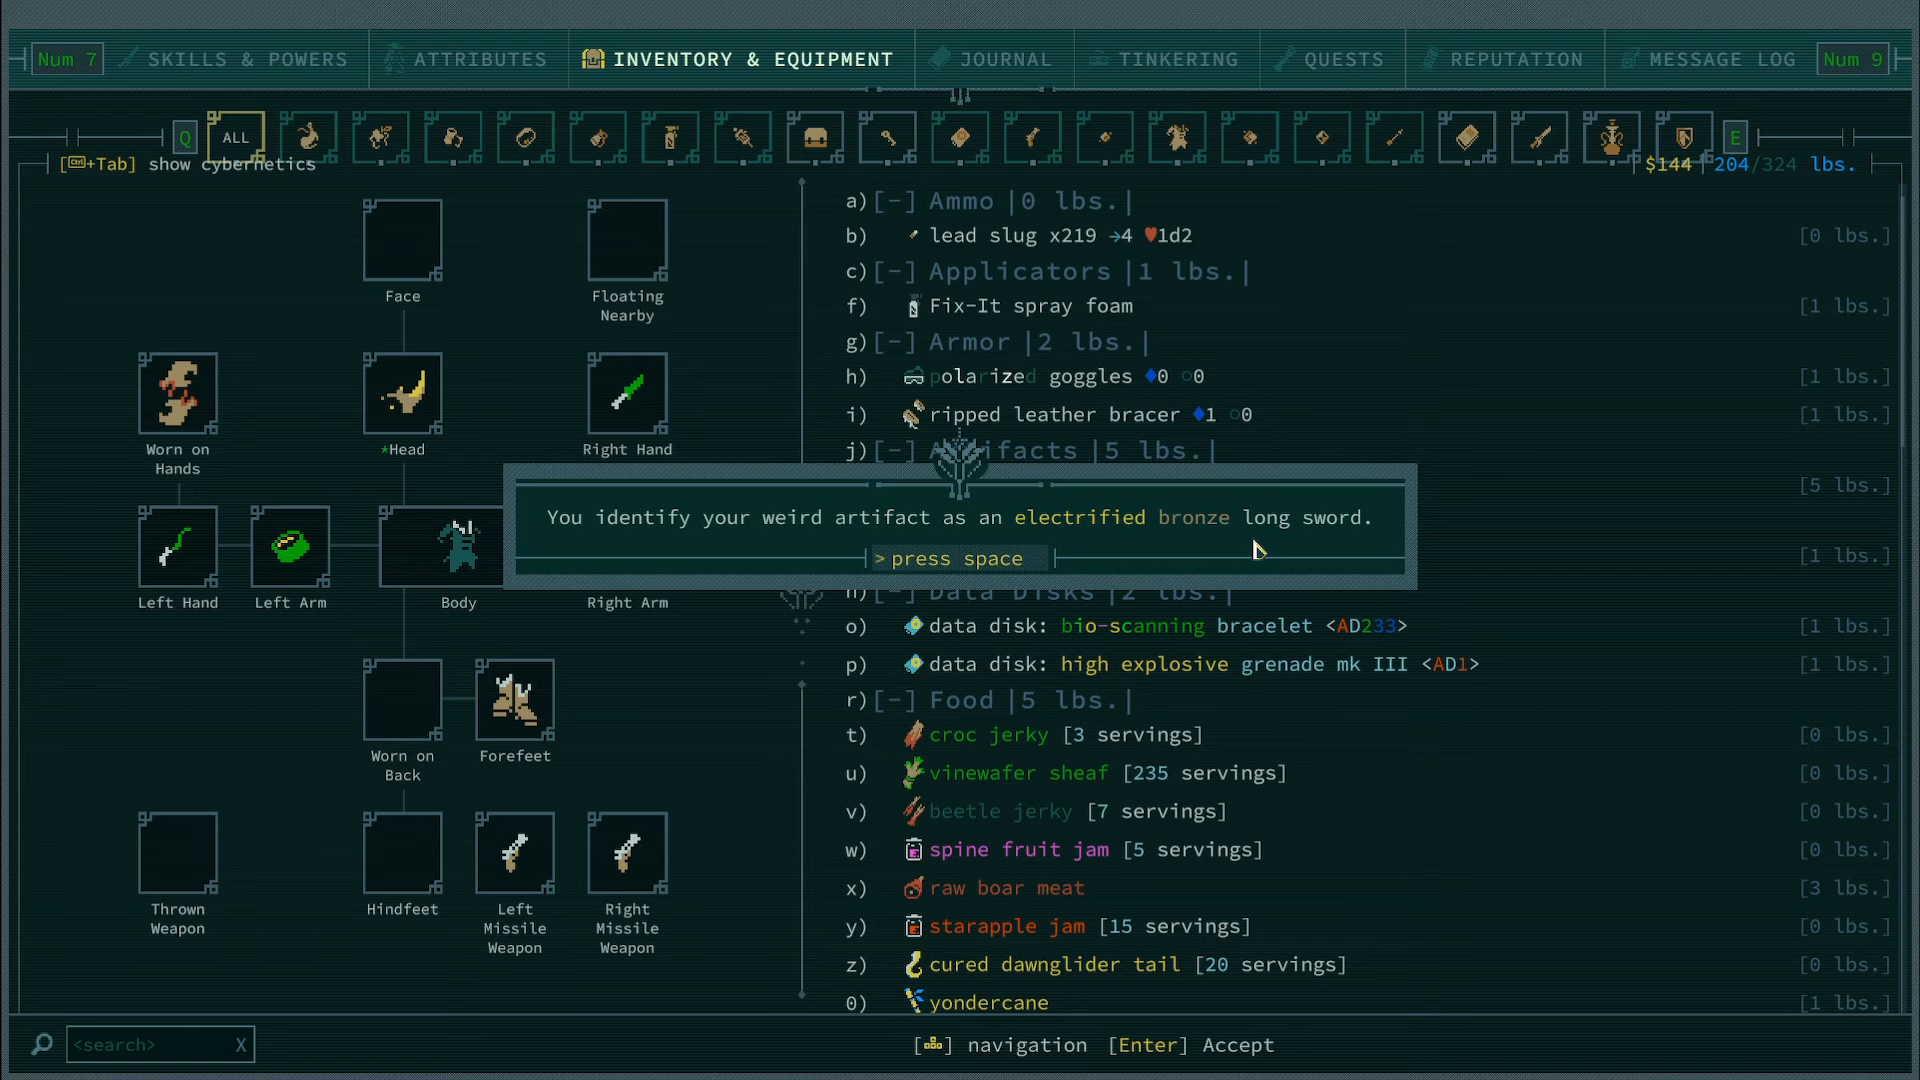 Num 7 SKILLS & POWERS ATTRIBUTES INVENTORY & EQUIPMENT JOURNAL TINKERING QUESTS REPUTATION MESSAGE LOG Num 9
Q ALL E
[Ctrl+Tab] show cybernetics
$144 | 204/324 lbs.
Face
Floating
Nearby
Worn on
Hands
*Head
Right Hand
Left Hand
Left Arm
Body
Right Arm
Worn on
Back
Forefeet
Thrown
Weapon
Hindfeet
Left
Missile
Weapon
Right
Missile
Weapon
a) [-] Ammo |0 lbs.|
b) lead slug x219 →4 ♥1d2 [0 lbs.]
c) [-] Applicators |1 lbs.|
f) Fix-It spray foam [1 lbs.]
g) [-] Armor |2 lbs.|
h) polarized goggles ♦0 ○0 [1 lbs.]
i) ripped leather bracer ♦1 ○0 [1 lbs.]
j) [-] Artifacts |5 lbs.|
[5 lbs.]
You identify your weird artifact as an electrified bronze long sword.
> press space
[1 lbs.]
[-] Data Disks |2 lbs.|
o) data disk: bio-scanning bracelet <AD233> [1 lbs.]
p) data disk: high explosive grenade mk III <AD1> [1 lbs.]
r) [-] Food |5 lbs.|
t) croc jerky [3 servings] [0 lbs.]
u) vinewafer sheaf [235 servings] [0 lbs.]
v) beetle jerky [7 servings] [0 lbs.]
w) spine fruit jam [5 servings] [0 lbs.]
x) raw boar meat [3 lbs.]
y) starapple jam [15 servings] [0 lbs.]
z) cured dawnglider tail [20 servings] [0 lbs.]
0) yondercane [1 lbs.]
<search> X
navigation [Enter] Accept